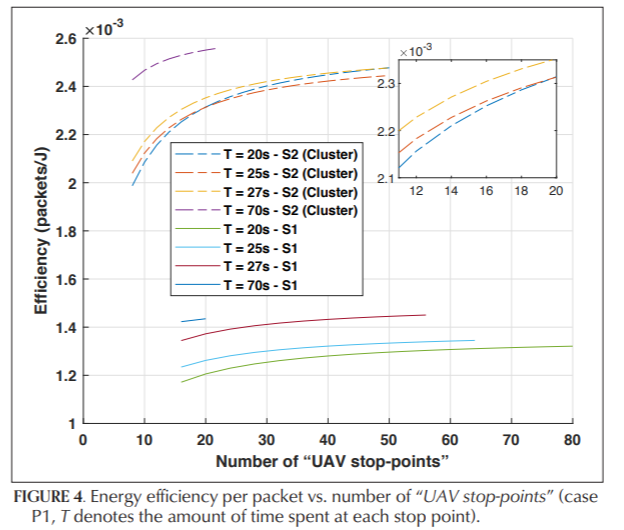 ×10⁻³
2.6
2.4
2.2
2
1.8
1.6
1.4
1.2
1
0 10 20 30 40 50 60 70 80
Efficiency (packets/J)
Number of “UAV stop-points”
T = 20s - S2 (Cluster)
T = 25s - S2 (Cluster)
T = 27s - S2 (Cluster)
T = 70s - S2 (Cluster)
T = 20s - S1
T = 25s - S1
T = 27s - S1
T = 70s - S1
×10⁻³
2.3
2.2
2.1
12 14 16 18 20
FIGURE 4. Energy efficiency per packet vs. number of “UAV stop-points” (case
P1, T denotes the amount of time spent at each stop point).